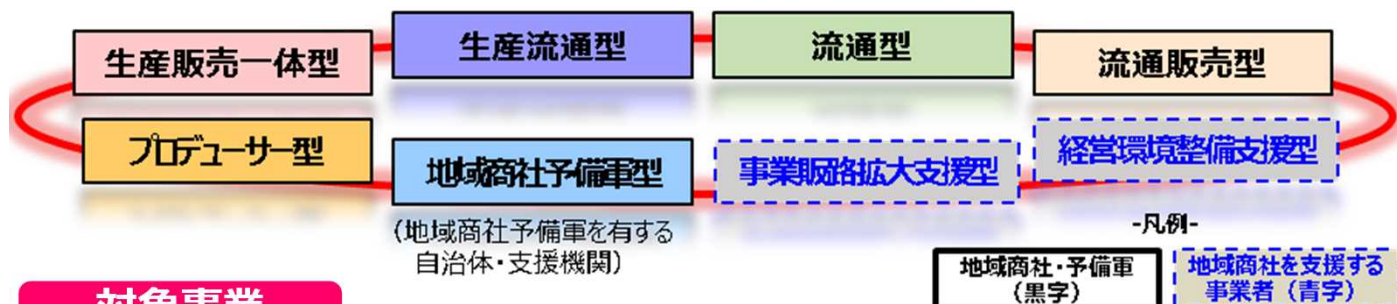 生産販売一体型
生産流通型
流通型
流通販売型
プロデューサー型
地域商社予備軍型
事業販路拡大支援型
経営環境整備支援型
(地域商社予備軍を有する
自治体・支援機関)
-凡例-
地域商社・予備軍
(黒字)
地域商社を支援する
事業者(青字)
対象事業